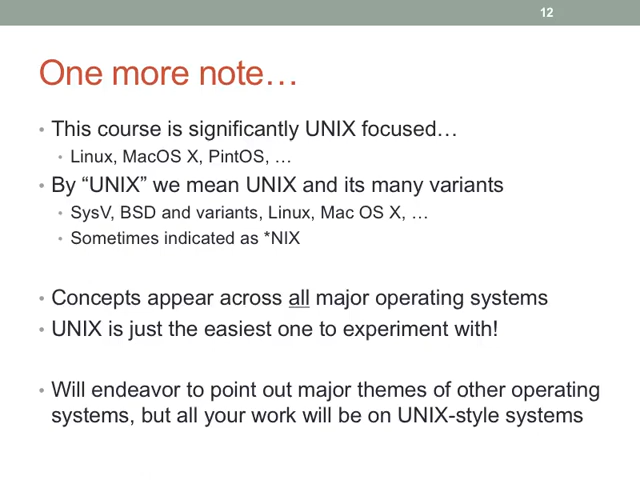 12
One more note…
• This course is significantly UNIX focused…
• Linux, MacOS X, PintOS, …
• By “UNIX” we mean UNIX and its many variants
• SysV, BSD and variants, Linux, Mac OS X, …
• Sometimes indicated as *NIX
• Concepts appear across all major operating systems
• UNIX is just the easiest one to experiment with!
• Will endeavor to point out major themes of other operating
systems, but all your work will be on UNIX-style systems